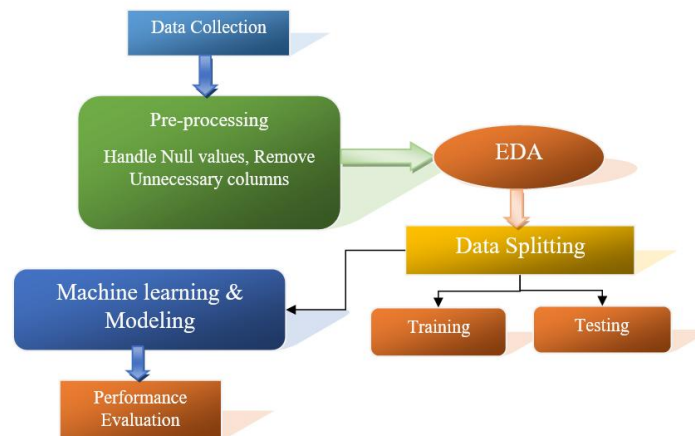 Data Collection
Pre-processing
Handle Null values, Remove
Unnecessary columns
EDA
Data Splitting
Training
Testing
Machine learning &
Modeling
Performance
Evaluation